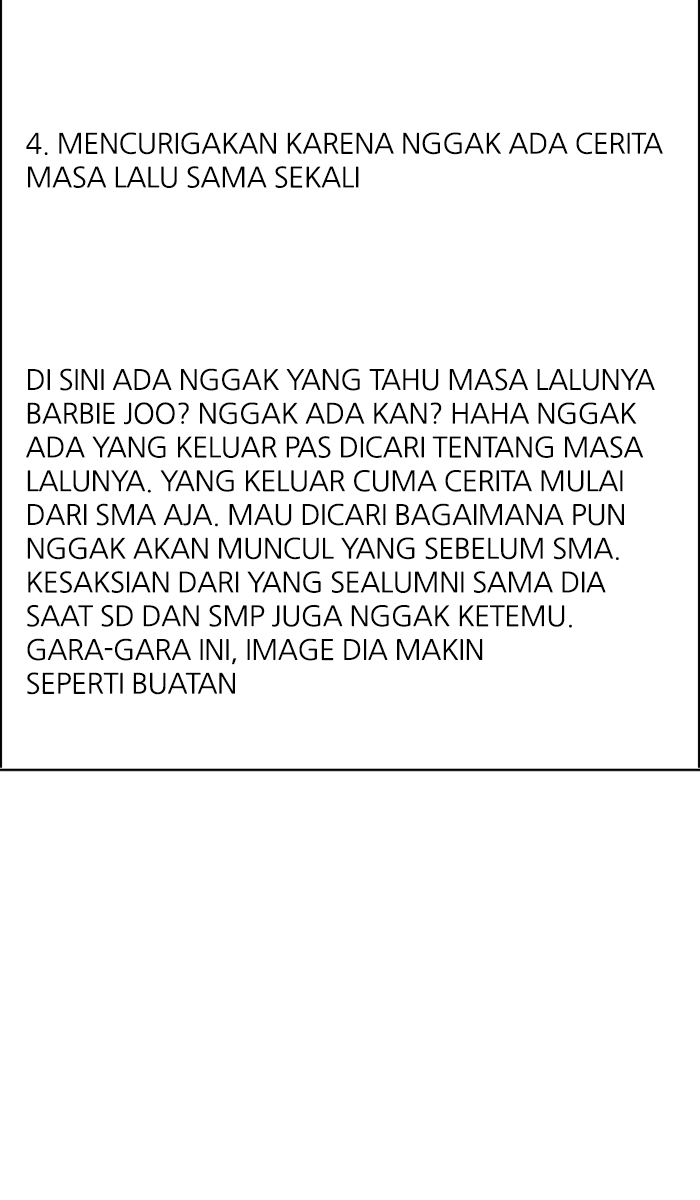 4. MENCURIGAKAN KARENA NGGAK ADA CERITA
MASA LALU SAMA SEKALI
DI SINI ADA NGGAK YANG TAHU MASA LALUNYA
BARBIE JOO? NGGAK ADA KAN? HAHA NGGAK
ADA YANG KELUAR PAS DICARI TENTANG MASA
LALUNYA. YANG KELUAR CUMA CERITA MULAI
DARI SMA AJA. MAU DICARI BAGAIMANA PUN
NGGAK AKAN MUNCUL YANG SEBELUM SMA.
KESAKSIAN DARI YANG SEALUMNI SAMA DIA
SAAT SD DAN SMP JUGA NGGAK KETEMU.
GARA-GARA INI, IMAGE DIA MAKIN
SEPERTI BUATAN